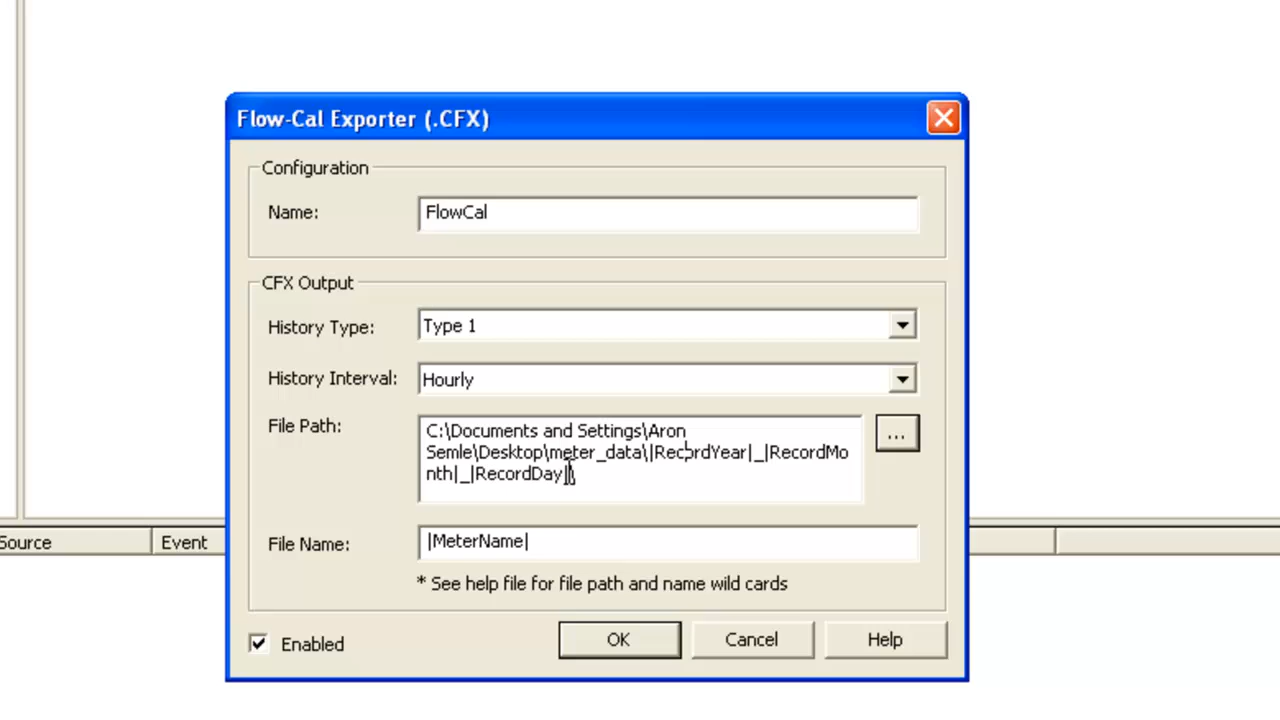 Flow-Cal Exporter (.CFX)
Configuration
Name:
FlowCal
CFX Output
History Type:
Type 1
History Interval:
Hourly
File Path:
C:\Documents and Settings\Aron
Semle\Desktop\meter_data\|RecordYear|_|RecordMo
nth|_|RecordDay|\
...
File Name:
|MeterName|
* See help file for file path and name wild cards
Enabled
OK
Cancel
Help
Source
Event